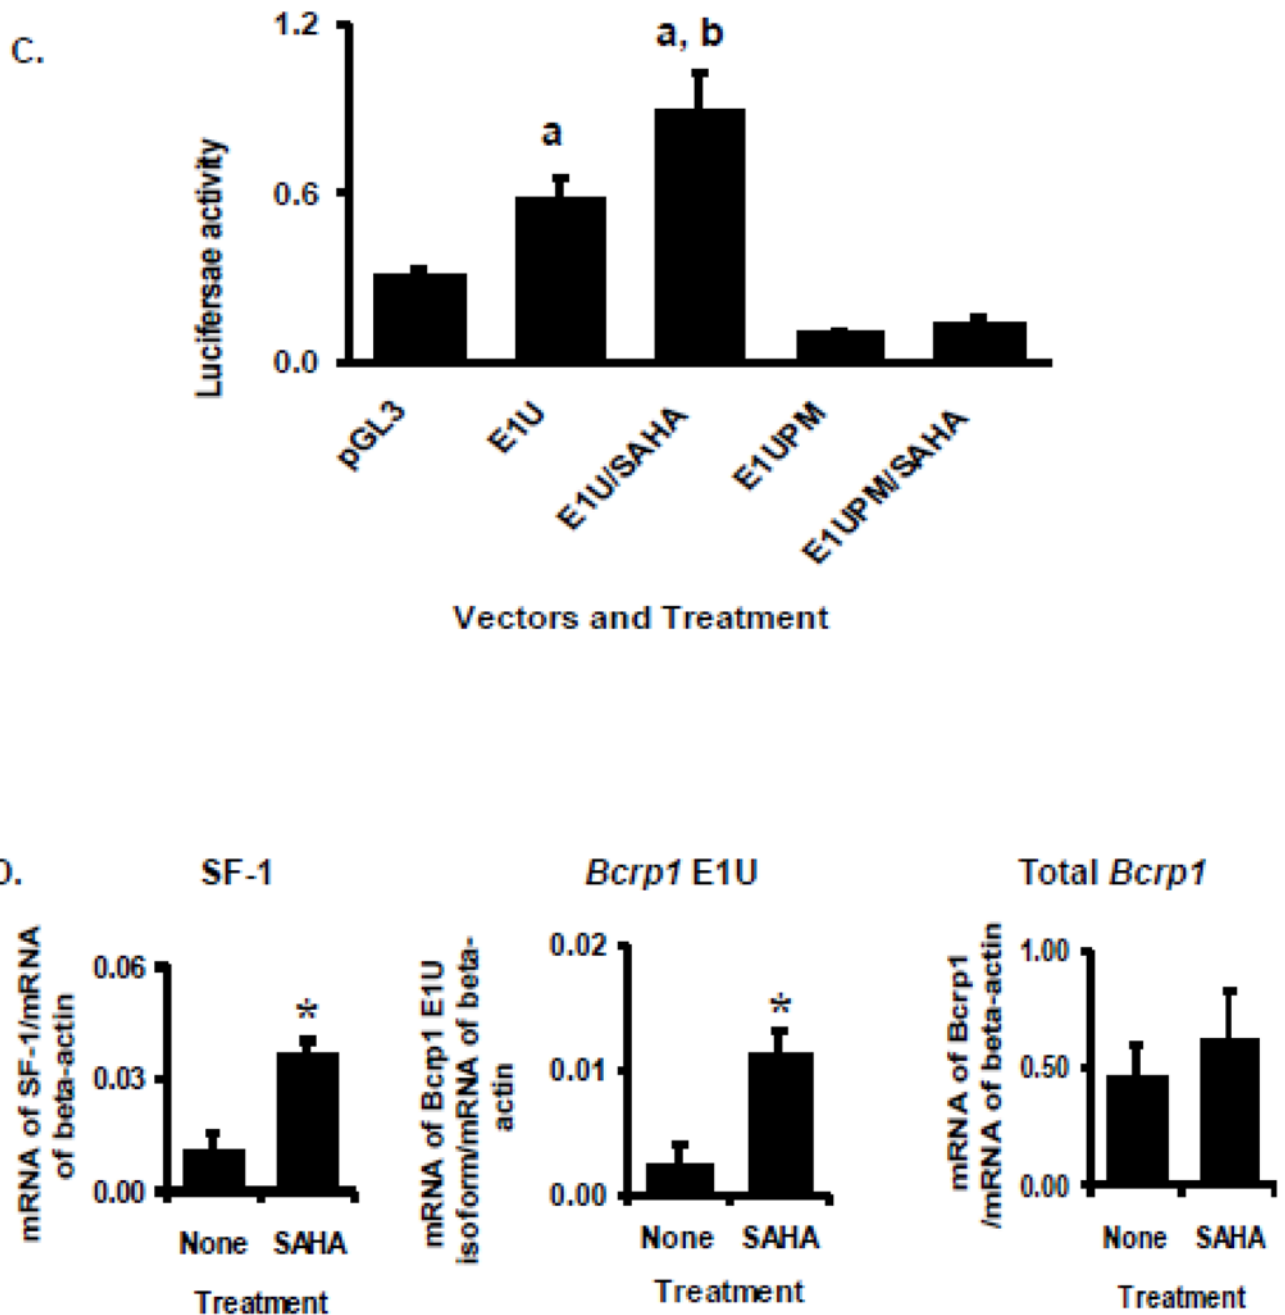 C.
a, b
a
1.2
0.6
0.0
Lucifersae activity
pGL3
E1U
E1U/SAHA
E1UPM
E1UPM/SAHA
Vectors and Treatment
D.
SF-1
mRNA of SF-1/mRNA
of beta-actin
0.06
0.03
0.00
*
None SAHA
Treatment
Bcrp1 E1U
mRNA of Bcrp1 E1U
isoform/mRNA of beta-
actin
0.02
0.01
0.00
*
None SAHA
Treatment
Total Bcrp1
mRNA of Bcrp1
/mRNA of beta-actin
1.00
0.50
0.00
None SAHA
Treatment